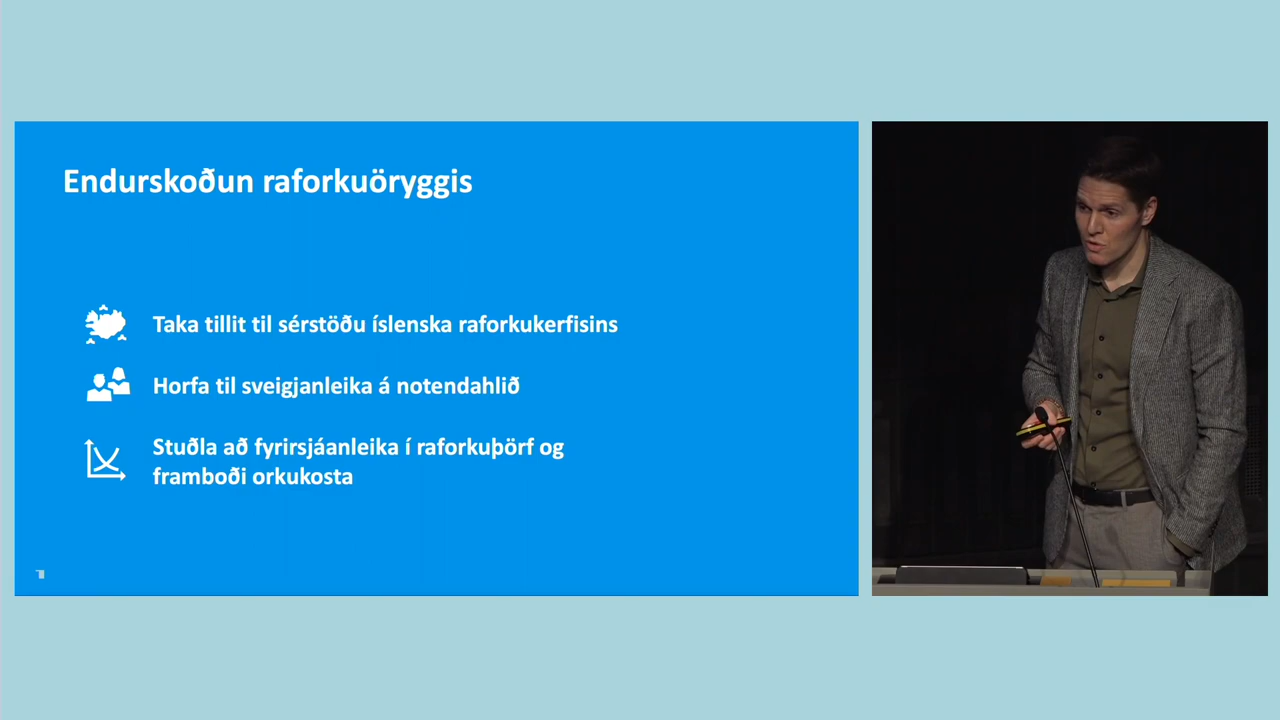 Endurskoðun raforkuöryggis
Taka tillit til sérstöðu íslenska raforkukerfisins
Horfa til sveigjanleika á notendahlið
Stuðla að fyrirsjáanleika í raforkuþörf og
framboði orkukosta